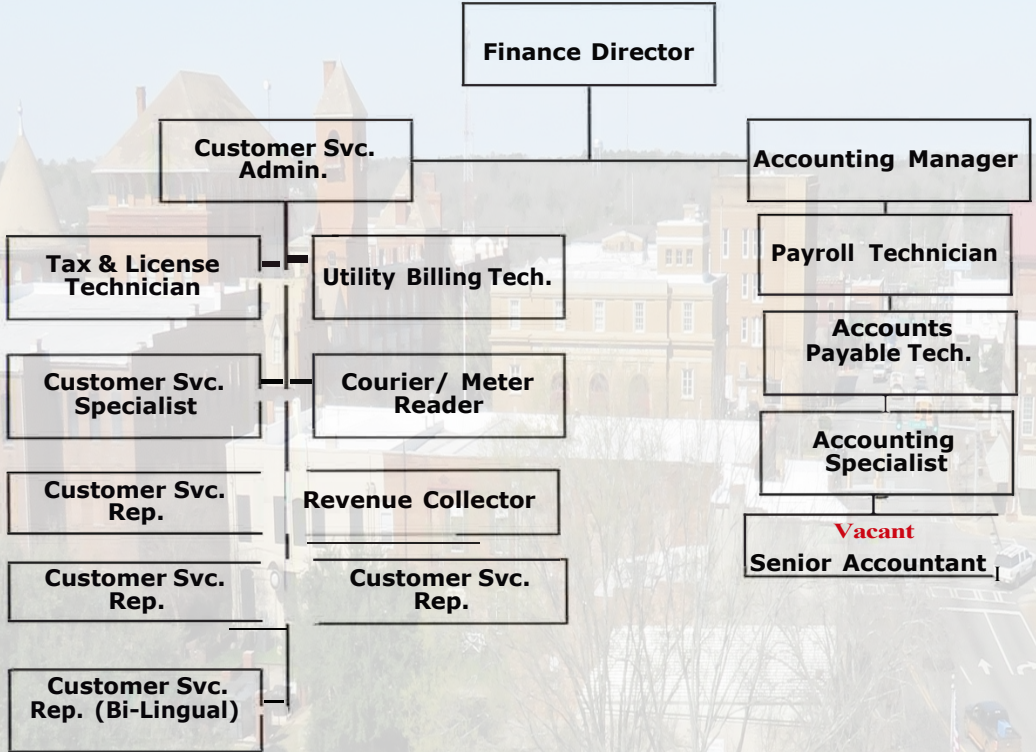 Finance Director
Customer Svc.
Admin.
Accounting Manager
Tax & License
Technician
Utility Billing Tech.
Payroll Technician
Accounts
Payable Tech.
Customer Svc.
Specialist
Courier/ Meter
Reader
Accounting
Specialist
Customer Svc.
Rep.
Revenue Collector
Vacant
Senior Accountant
Customer Svc.
Rep.
Customer Svc.
Rep.
Customer Svc.
Rep. (Bi-Lingual)